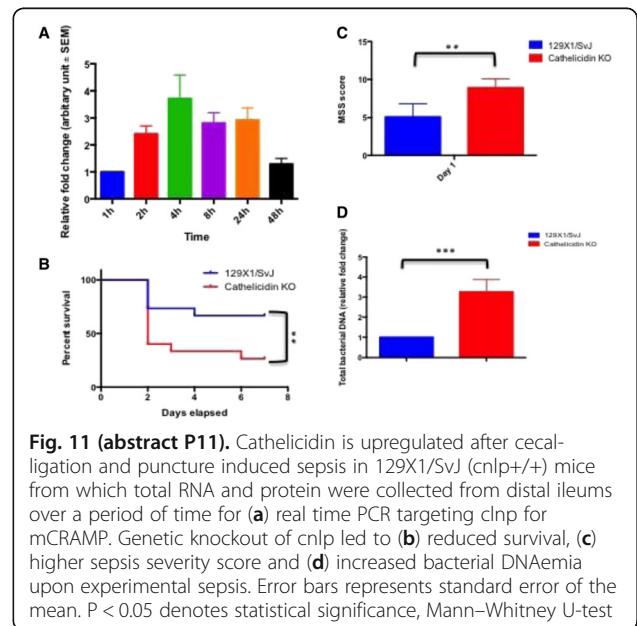 A
Relative fold change (arbitary unit ± SEM)
5
4
3
2
1
0
1h
2h
4h
8h
24h
48h
Time
B
129X1/SvJ
Cathelicidin KO
Percent survival
100
50
0
0
2
4
6
8
**
Days elapsed
C
129X1/SvJ
Cathelicidin KO
MSS score
15
10
5
0
**
Day 1
D
129X1/SvJ
Cathelicidin KO
Total bacterial DNA (relative fold change)
5
4
3
2
1
0
***
Fig. 11 (abstract P11). Cathelicidin is upregulated after cecal-
ligation and puncture induced sepsis in 129X1/SvJ (cnlp+/+) mice
from which total RNA and protein were collected from distal ileums
over a period of time for (a) real time PCR targeting clnp for
mCRAMP. Genetic knockout of cnlp led to (b) reduced survival, (c)
higher sepsis severity score and (d) increased bacterial DNAemia
upon experimental sepsis. Error bars represents standard error of the
mean. P < 0.05 denotes statistical significance, Mann–Whitney U-test